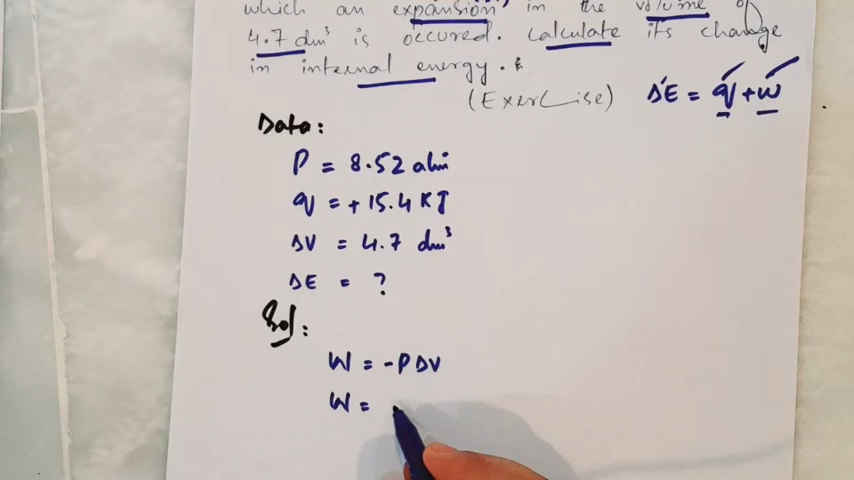 which an expansion in the volume of
4.7 dm³ is occured. Calculate its change
in internal energy.
(Exercise) ΔE = q + w
Data:
P = 8.52 atm
q = + 15.4 KJ
ΔV = 4.7 dm³
ΔE = ?
Sol:
W = -PΔV
W =